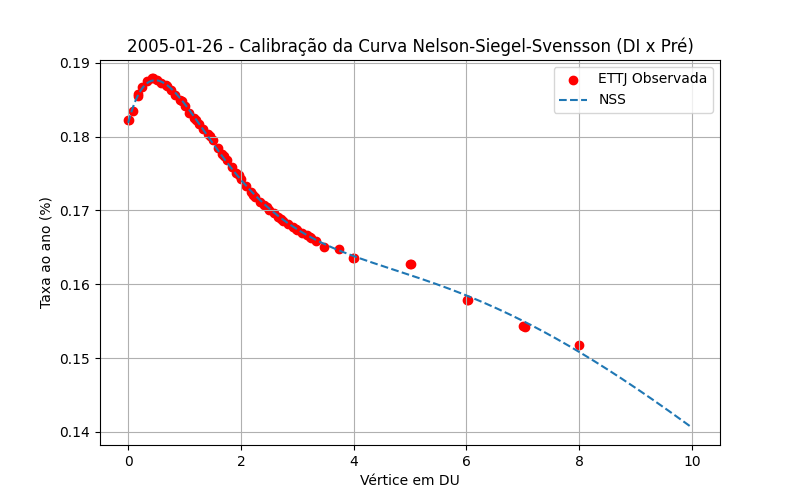 2005-01-26 - Calibração da Curva Nelson-Siegel-Svensson (DI x Pré)
ETTJ Observada
NSS
Taxa ao ano (%)
0.19
0.18
0.17
0.16
0.15
0.14
0
2
4
6
8
10
Vértice em DU